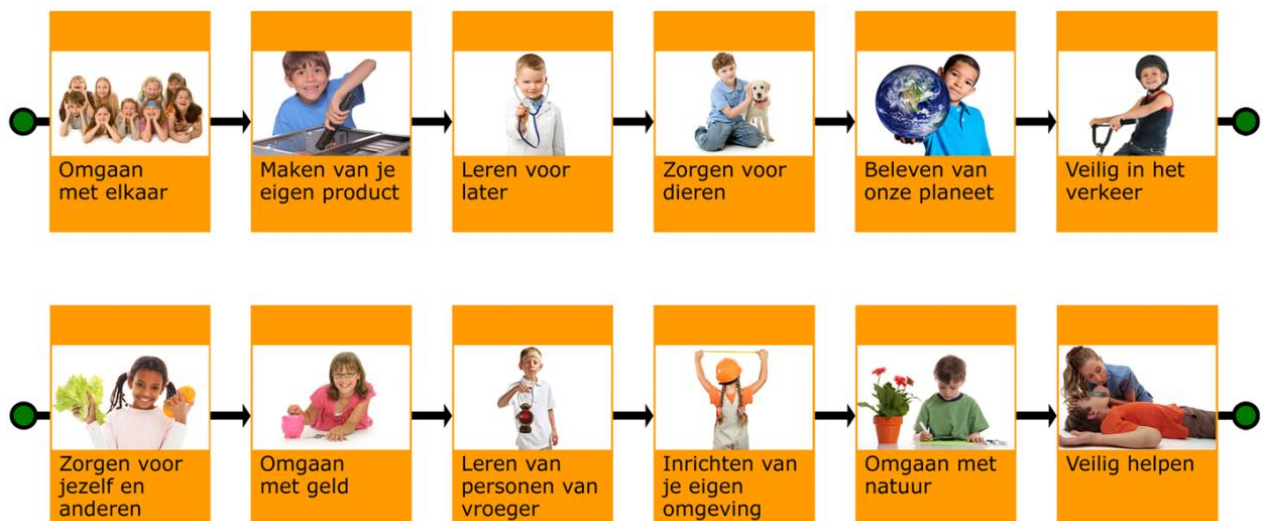 Omgaan
met elkaar
Maken van je
eigen product
Leren voor
later
Zorgen voor
dieren
Beleven van
onze planeet
Veilig in het
verkeer
Zorgen voor
jezelf en
anderen
Omgaan
met geld
Leren van
personen van
vroeger
Inrichten van
je eigen
omgeving
Omgaan met
natuur
Veilig helpen